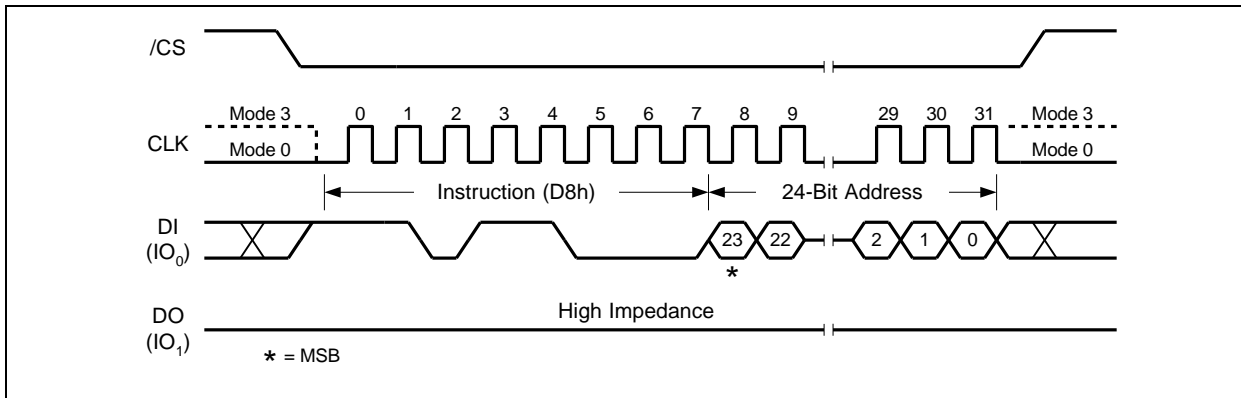 /CS
Mode 3 0 1 2 3 4 5 6 7 8 9 29 30 31 Mode 3
CLK
Mode 0 Mode 0
Instruction (D8h) 24-Bit Address
DI
(IO₀) 23 22 2 1 0
*
High Impedance
DO
(IO₁)
* = MSB